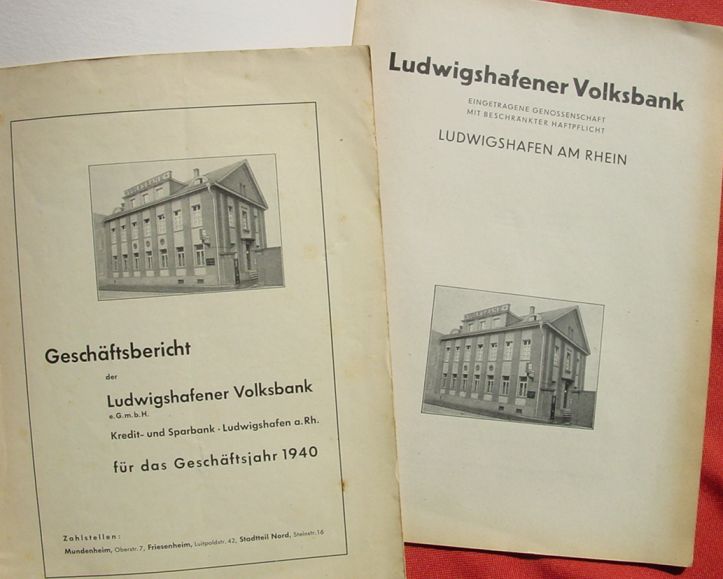 Geschäftsbericht
der
Ludwigshafener Volksbank
e.G.m.b.H.
Kredit- und Sparbank · Ludwigshafen a.Rh.
für das Geschäftsjahr 1940
Zahlstellen:
Mundenheim, Oberstr. 7, Friesenheim, Luitpoldstr. 42, Stadtteil Nord, Steinstr. 16
Ludwigshafener Volksbank
EINGETRAGENE GENOSSENSCHAFT
MIT BESCHRÄNKTER HAFTPFLICHT
LUDWIGSHAFEN AM RHEIN